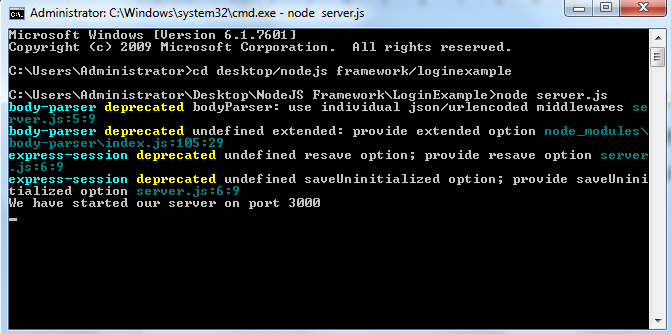 Administrator: C:\Windows\system32\cmd.exe - node  server.js
Microsoft Windows [Version 6.1.7601]
Copyright (c) 2009 Microsoft Corporation.  All rights reserved.
C:\Users\Administrator>cd desktop/nodejs framework/loginexample
C:\Users\Administrator\Desktop\NodeJS Framework\LoginExample>node server.js
body-parser deprecated bodyParser: use individual json/urlencoded middlewares se
rver.js:5:9
body-parser deprecated undefined extended: provide extended option node_modules\
body-parser\index.js:105:29
express-session deprecated undefined resave option; provide resave option server
.js:6:9
express-session deprecated undefined saveUninitialized option; provide saveUnini
tialized option server.js:6:9
We have started our server on port 3000